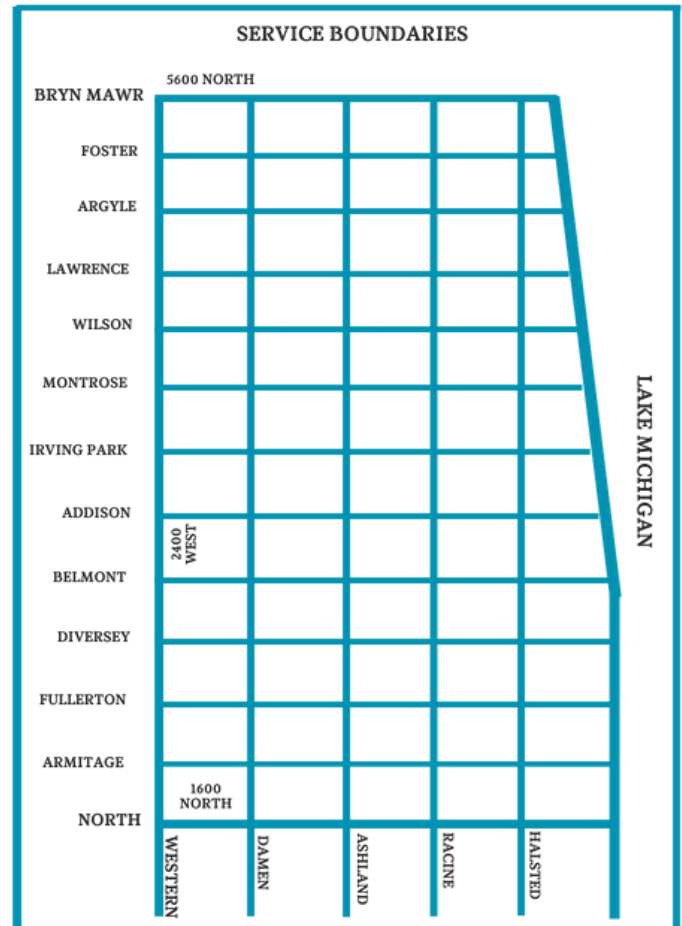 SERVICE BOUNDARIES
5600 NORTH
BRYN MAWR
FOSTER
ARGYLE
LAWRENCE
WILSON
MONTROSE
LAKE MICHIGAN
IRVING PARK
ADDISON
2400
WEST
BELMONT
DIVERSEY
FULLERTON
ARMITAGE
1600
NORTH
NORTH
WESTERN
DAMEN
ASHLAND
RACINE
HALSTED